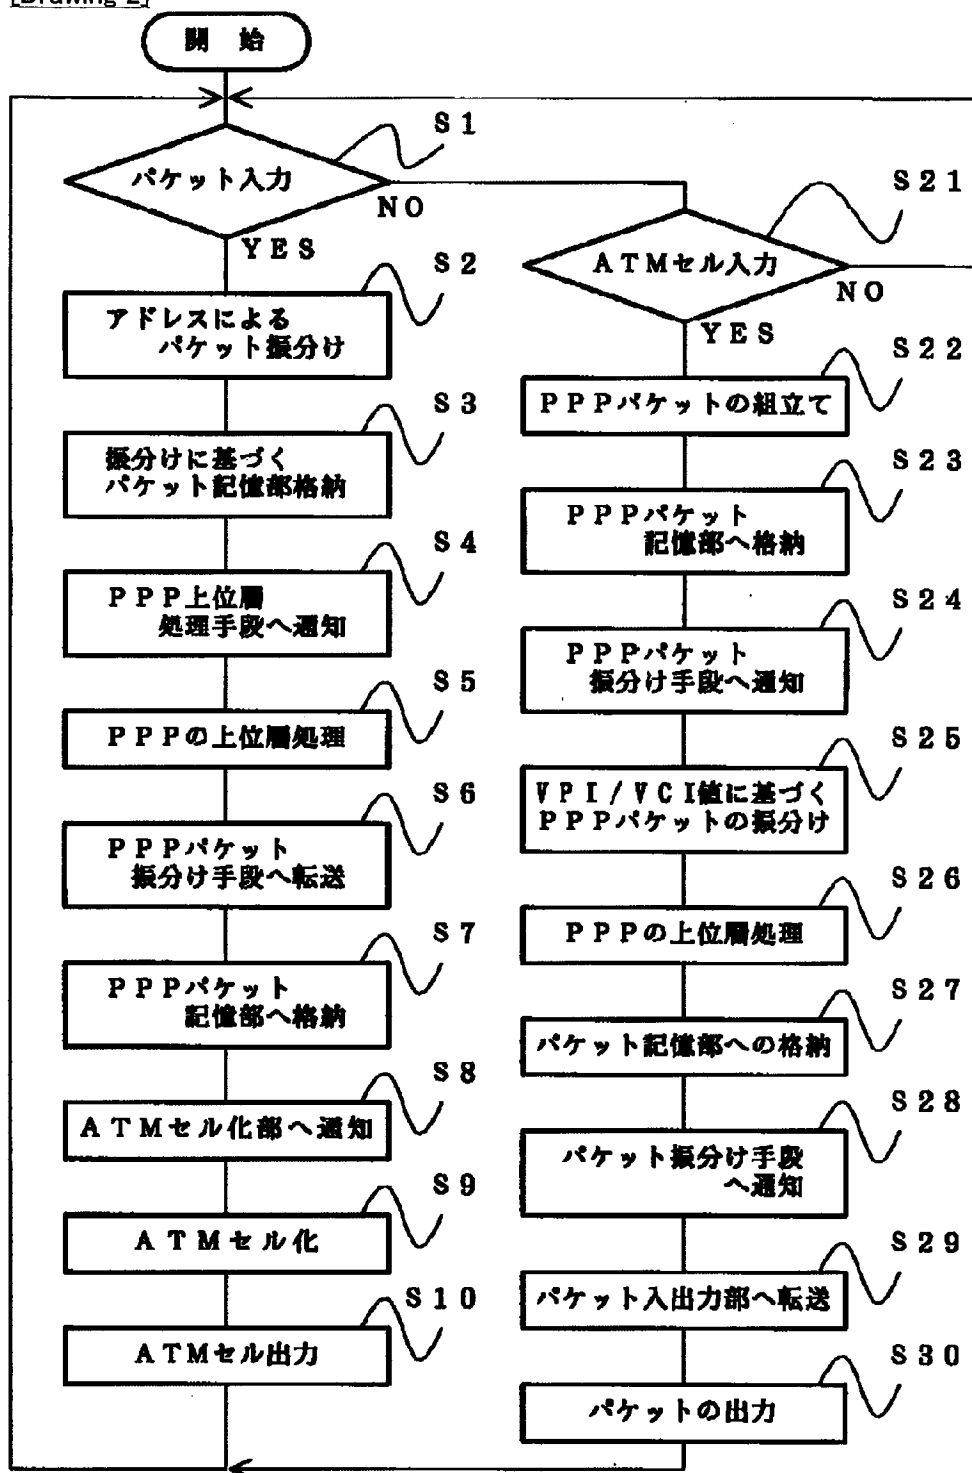 [Drawing 2]
開 始
S1
パケット入力
NO
YES
S2
アドレスによる
パケット振分け
S3
振分けに基づく
パケット記憶部格納
S4
PPP上位層
処理手段へ通知
S5
PPPの上位層処理
S6
PPPパケット
振分け手段へ転送
S7
PPPパケット
記憶部へ格納
S8
ATMセル化部へ通知
S9
ATMセル化
S10
ATMセル出力
S21
ATMセル入力
NO
YES
S22
PPPパケットの組立て
S23
PPPパケット
記憶部へ格納
S24
PPPパケット
振分け手段へ通知
S25
VPI/VCI値に基づく
PPPパケットの振分け
S26
PPPの上位層処理
S27
パケット記憶部への格納
S28
パケット振分け手段
へ通知
S29
パケット入出力部へ転送
S30
パケットの出力